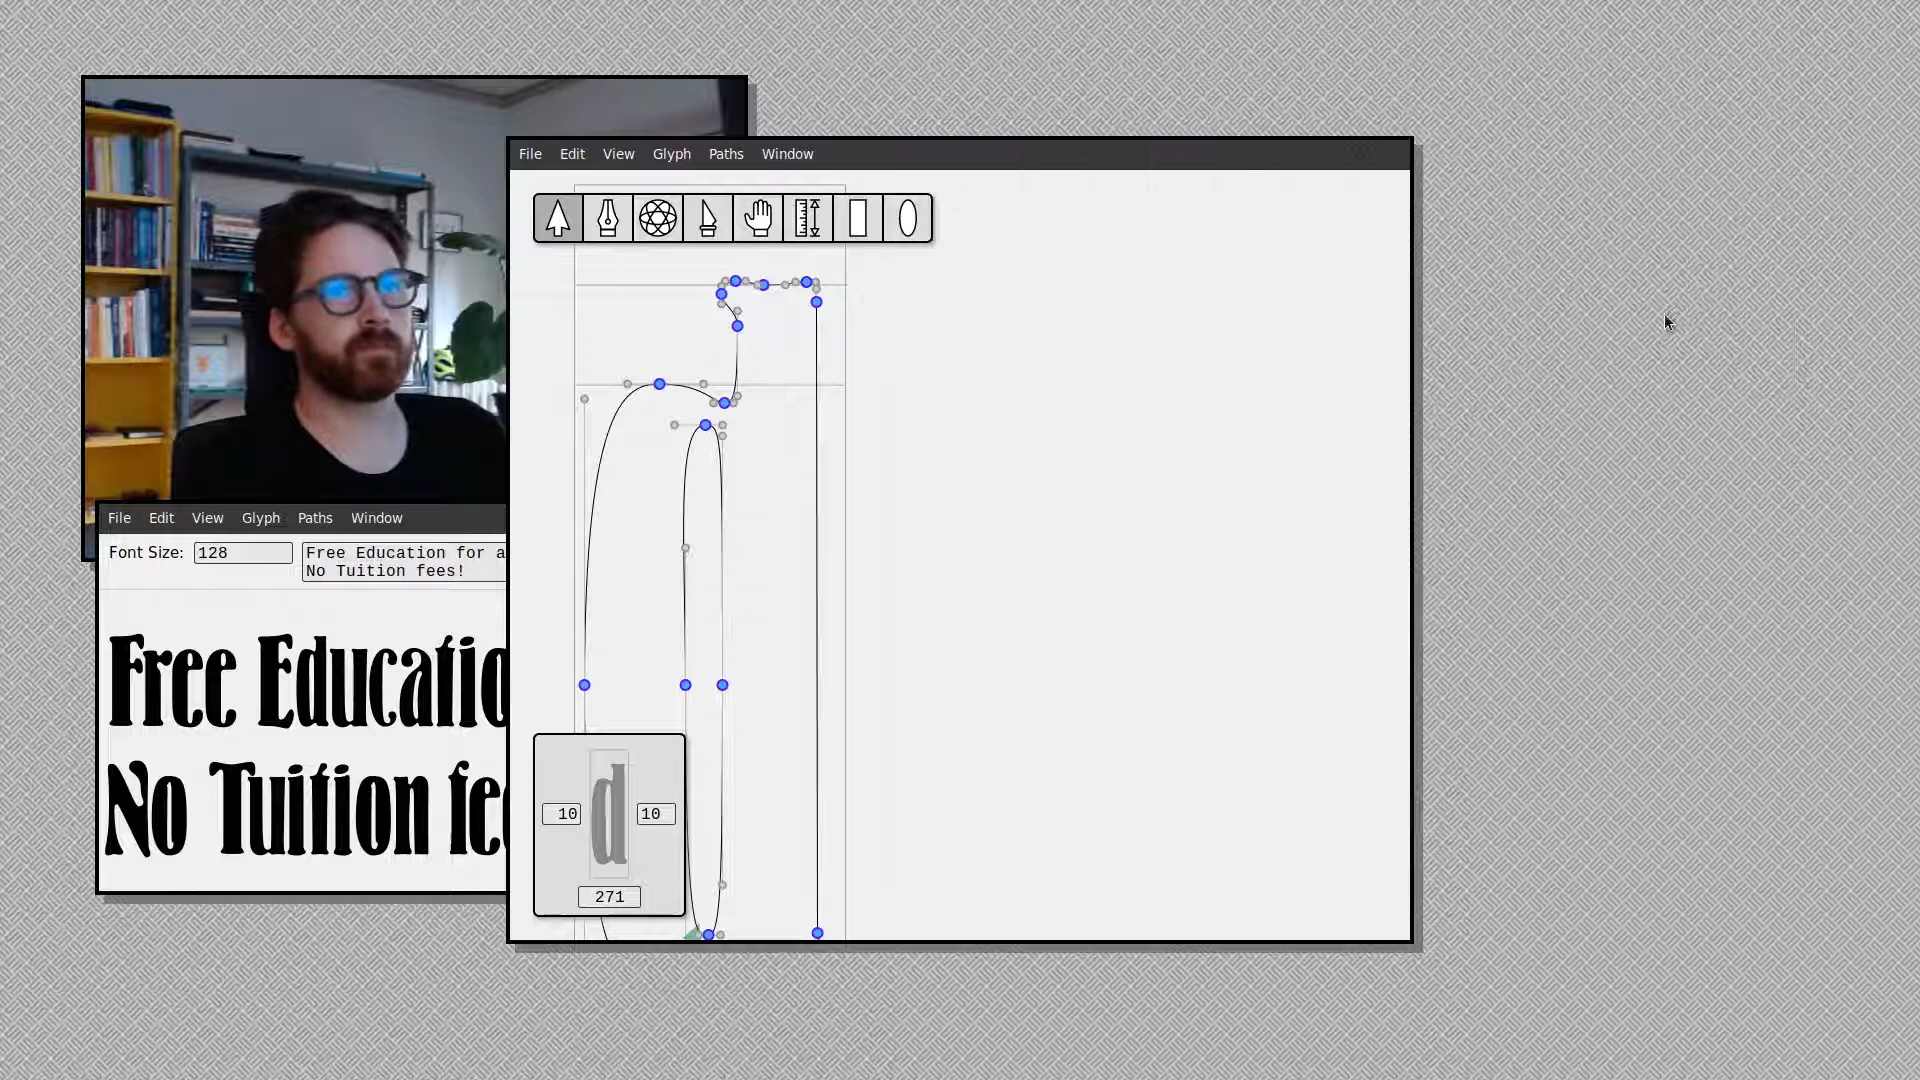 File Edit View Glyph Paths Window
File Edit View Glyph Paths Window
Font Size: 128
Free Education for a
No Tuition fees!
Free Educatio
No Tuition fee
d
10 10
271